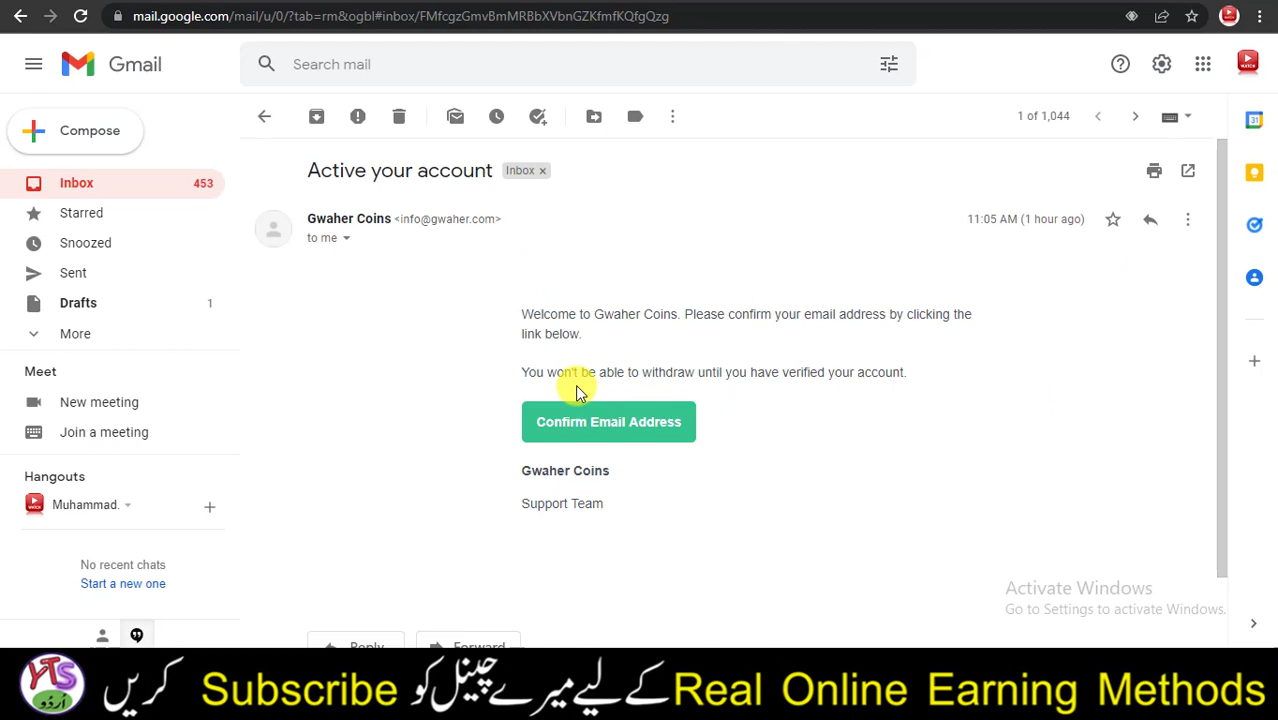 mail.google.com/mail/u/0/?tab=rm&ogbl#inbox/FMfcgzGmvBmMRBbXVbnGZKfmfKQfgQzg
Gmail
Search mail
Compose
1 of 1,044
Inbox 453
Starred
Snoozed
Sent
Drafts 1
More
Meet
New meeting
Join a meeting
Hangouts
Muhammad.
No recent chats
Start a new one
Active your account Inbox ×
Gwaher Coins <info@gwaher.com> 11:05 AM (1 hour ago)
to me
Welcome to Gwaher Coins. Please confirm your email address by clicking the
link below.
You won't be able to withdraw until you have verified your account.
Confirm Email Address
Gwaher Coins
Support Team
Activate Windows
Go to Settings to activate Windows.
Reply Forward
31
WATCH
YTS اردو
Real Online Earning Methods کے لیے میرے چینل کو Subscribe کریں